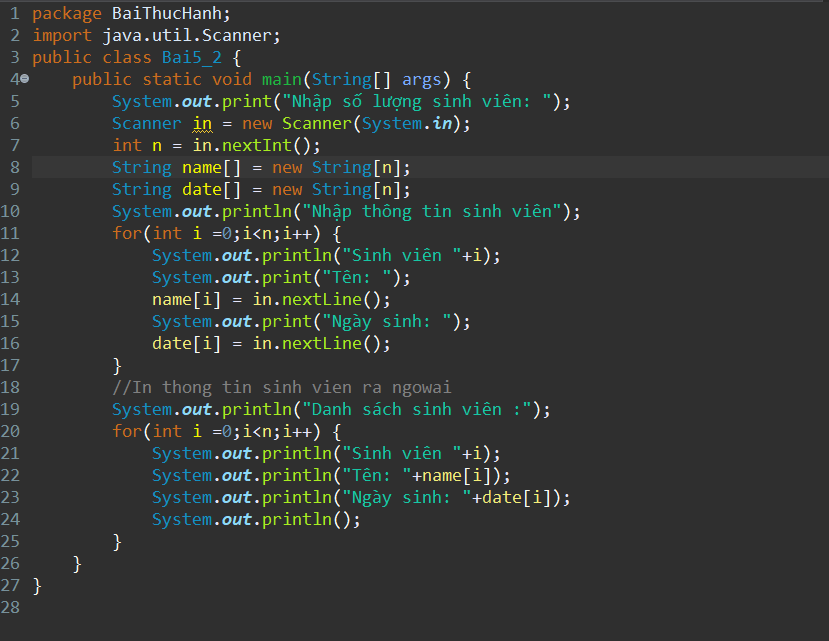 1 package BaiThucHanh;
2 import java.util.Scanner;
3 public class Bai5_2 {
4 public static void main(String[] args) {
5 System.out.print("Nhập số lượng sinh viên: ");
6 Scanner in = new Scanner(System.in);
7 int n = in.nextInt();
8 String name[] = new String[n];
9 String date[] = new String[n];
10 System.out.println("Nhập thông tin sinh viên");
11 for(int i =0;i<n;i++) {
12 System.out.println("Sinh viên "+i);
13 System.out.print("Tên: ");
14 name[i] = in.nextLine();
15 System.out.print("Ngày sinh: ");
16 date[i] = in.nextLine();
17 }
18 //In thong tin sinh vien ra ngowai
19 System.out.println("Danh sách sinh viên :");
20 for(int i =0;i<n;i++) {
21 System.out.println("Sinh viên "+i);
22 System.out.println("Tên: "+name[i]);
23 System.out.println("Ngày sinh: "+date[i]);
24 System.out.println();
25 }
26 }
27 }
28